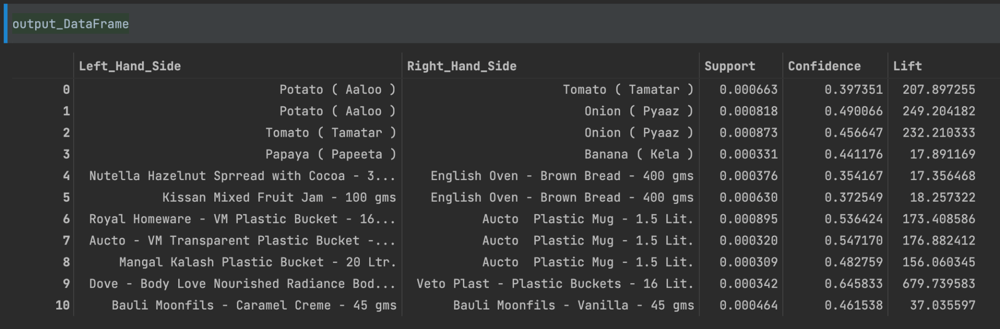 output_DataFrame
Left_Hand_Side Right_Hand_Side Support Confidence Lift
0 Potato ( Aaloo ) Tomato ( Tamatar ) 0.000663 0.397351 207.897255
1 Potato ( Aaloo ) Onion ( Pyaaz ) 0.000818 0.490066 249.204182
2 Tomato ( Tamatar ) Onion ( Pyaaz ) 0.000873 0.456647 232.210333
3 Papaya ( Papeeta ) Banana ( Kela ) 0.000331 0.441176 17.891169
4 Nutella Hazelnut Sprread with Cocoa - 3... English Oven - Brown Bread - 400 gms 0.000376 0.354167 17.356468
5 Kissan Mixed Fruit Jam - 100 gms English Oven - Brown Bread - 400 gms 0.000630 0.372549 18.257322
6 Royal Homeware - VM Plastic Bucket - 16... Aucto  Plastic Mug - 1.5 Lit. 0.000895 0.536424 173.408586
7 Aucto - VM Transparent Plastic Bucket -... Aucto  Plastic Mug - 1.5 Lit. 0.000320 0.547170 176.882412
8 Mangal Kalash Plastic Bucket - 20 Ltr. Aucto  Plastic Mug - 1.5 Lit. 0.000309 0.482759 156.060345
9 Dove - Body Love Nourished Radiance Bod... Veto Plast - Plastic Buckets - 16 Lit. 0.000342 0.645833 679.739583
10 Bauli Moonfils - Caramel Creme - 45 gms Bauli Moonfils - Vanilla - 45 gms 0.000464 0.461538 37.035597